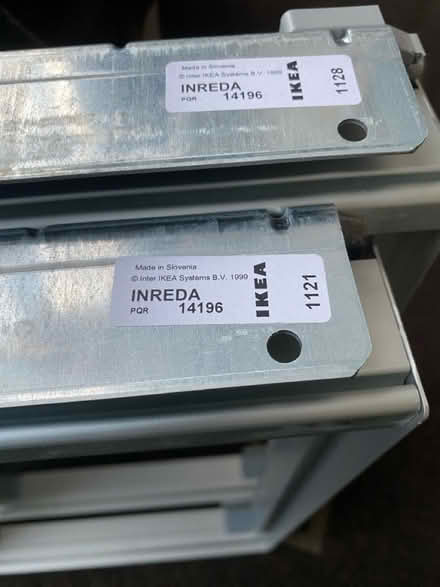 Made in Slovenia
© Inter IKEA Systems B.V. 1999
INREDA
PQR 14196
IKEA
1128
Made in Slovenia
© Inter IKEA Systems B.V. 1999
INREDA
PQR 14196
IKEA
1121